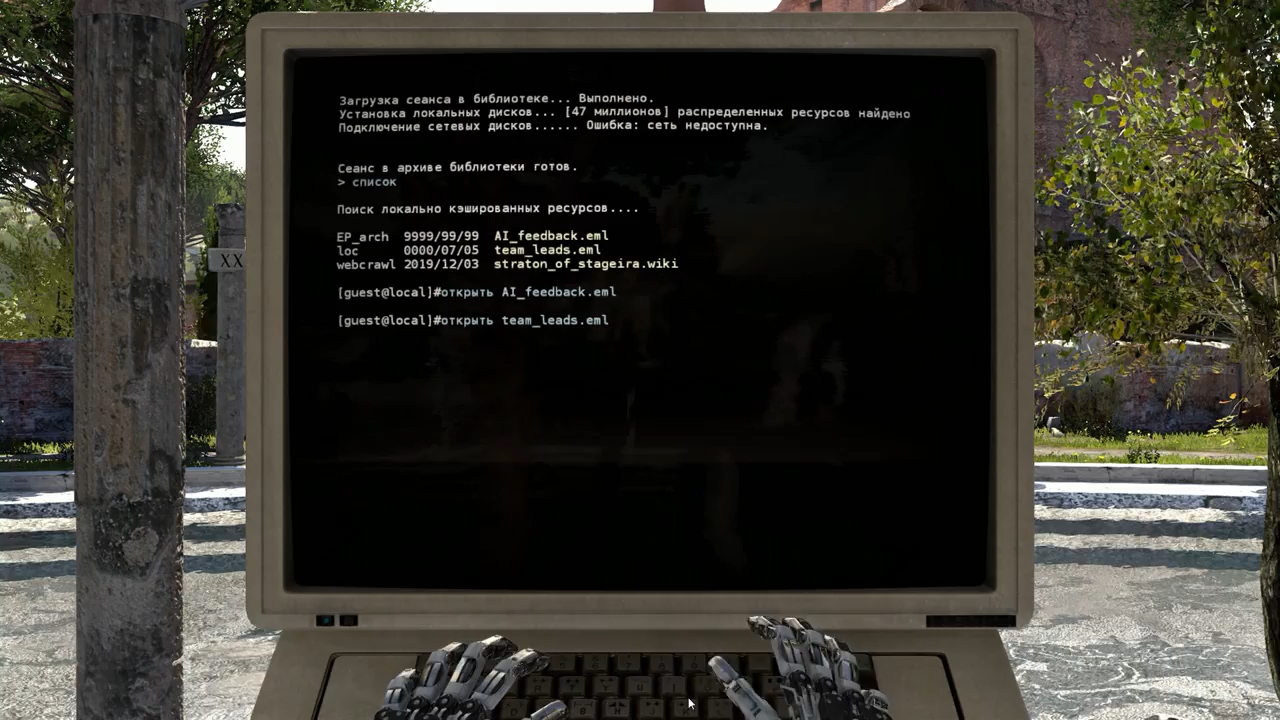 Загрузка сеанса в библиотеке... Выполнено.
Установка локальных дисков... [47 миллионов] распределенных ресурсов найдено
Подключение сетевых дисков...... Ошибка: сеть недоступна.
Сеанс в архиве библиотеки готов.
> список
Поиск локально кэшированных ресурсов....
EP_arch 9999/99/99 AI_feedback.eml
loc 0000/07/05 team_leads.eml
webcrawl 2019/12/03 straton_of_stageira.wiki
[guest@local]#открыть AI_feedback.eml
[guest@local]#открыть team_leads.eml
XX